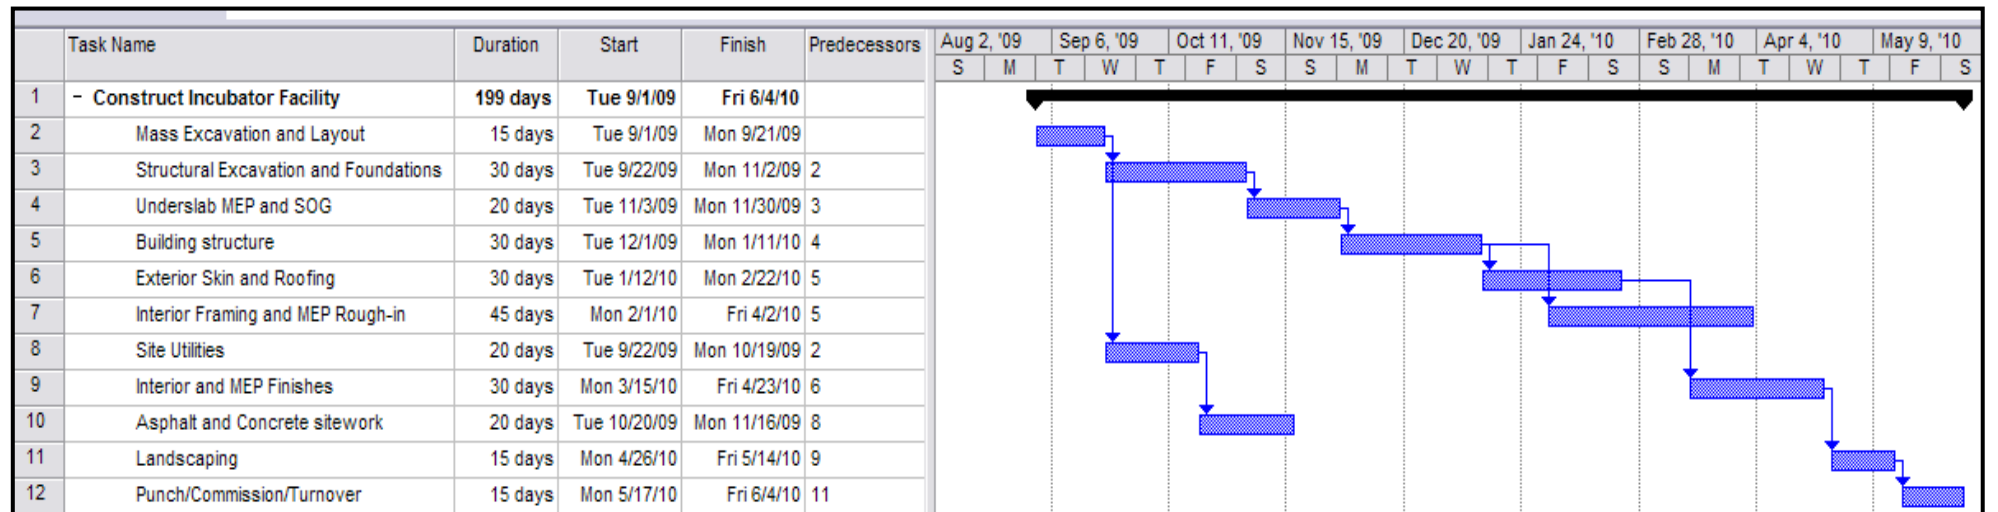 Task Name Duration Start Finish Predecessors Aug 2, '09 Sep 6, '09 Oct 11, '09 Nov 15, '09 Dec 20, '09 Jan 24, '10 Feb 28, '10 Apr 4, '10 May 9, '10
S M T W T F S S M T W T F S S M T W T F S
1 − Construct Incubator Facility 199 days Tue 9/1/09 Fri 6/4/10
2 Mass Excavation and Layout 15 days Tue 9/1/09 Mon 9/21/09
3 Structural Excavation and Foundations 30 days Tue 9/22/09 Mon 11/2/09 2
4 Underslab MEP and SOG 20 days Tue 11/3/09 Mon 11/30/09 3
5 Building structure 30 days Tue 12/1/09 Mon 1/11/10 4
6 Exterior Skin and Roofing 30 days Tue 1/12/10 Mon 2/22/10 5
7 Interior Framing and MEP Rough-in 45 days Mon 2/1/10 Fri 4/2/10 5
8 Site Utilities 20 days Tue 9/22/09 Mon 10/19/09 2
9 Interior and MEP Finishes 30 days Mon 3/15/10 Fri 4/23/10 6
10 Asphalt and Concrete sitework 20 days Tue 10/20/09 Mon 11/16/09 8
11 Landscaping 15 days Mon 4/26/10 Fri 5/14/10 9
12 Punch/Commission/Turnover 15 days Mon 5/17/10 Fri 6/4/10 11